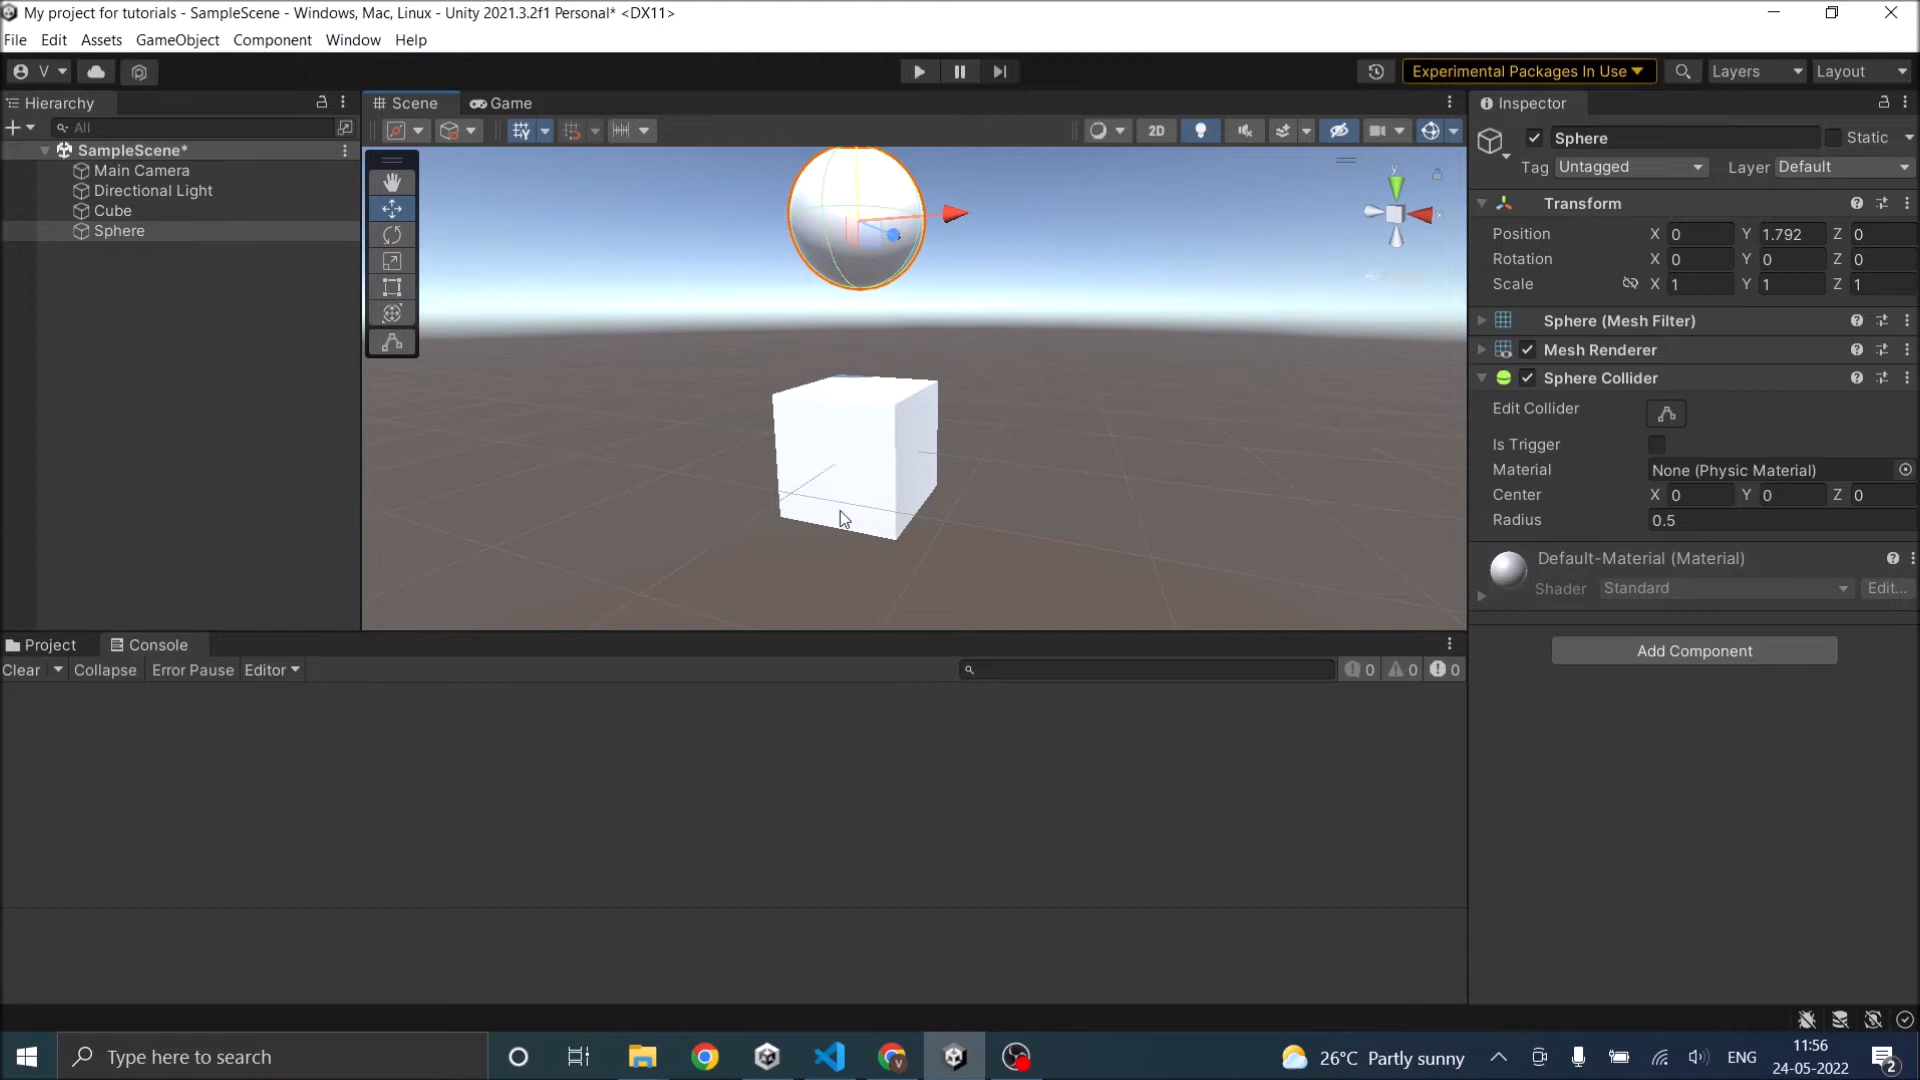 My project for tutorials - SampleScene - Windows, Mac, Linux - Unity 2021.3.2f1 Personal* <DX11>
File Edit Assets GameObject Component Window Help
V Experimental Packages In Use Layers Layout
Hierarchy Scene Game Inspector
All 2D Sphere Static
SampleScene*
Main Camera
Directional Light
Cube
Sphere
y
x
Tag Untagged Layer Default
Transform
Position X 0 Y 1.792 Z 0
Rotation X 0 Y 0 Z 0
Scale X 1 Y 1 Z 1
Sphere (Mesh Filter)
Mesh Renderer
Sphere Collider
Edit Collider
Is Trigger
Material None (Physic Material)
Center X 0 Y 0 Z 0
Radius 0.5
Default-Material (Material)
Shader Standard Edit...
Add Component
Project Console
Clear Collapse Error Pause Editor 0 0 0
Type here to search
26°C Partly sunny
ENG
11:56
24-05-2022
2